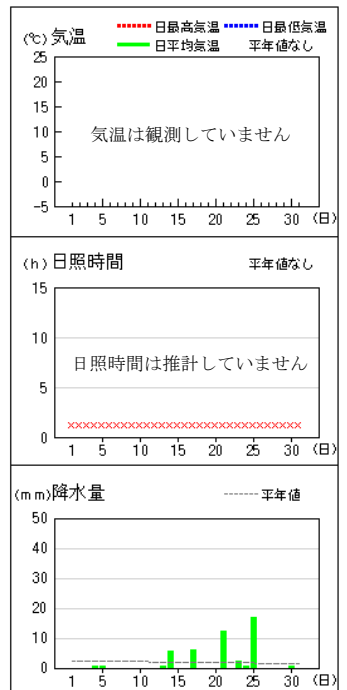 (℃) 気温
日最高気温 日最低気温
日平均気温 平年値なし
25
20
15
10
5
0
-5
気温は観測していません
1 5 10 15 20 25 30 (日)
(h) 日照時間 平年値なし
15
10
5
0
日照時間は推計していません
1 5 10 15 20 25 30 (日)
(mm) 降水量 平年値
50
40
30
20
10
0
1 5 10 15 20 25 30 (日)